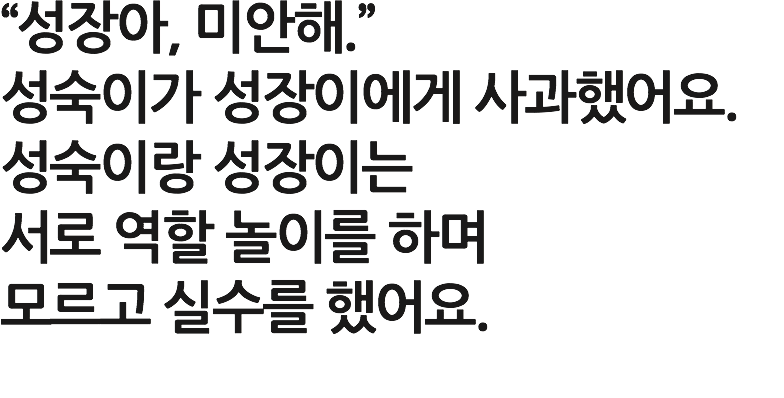 “성장아, 미안해.”
성숙이가 성장이에게 사과했어요.
성숙이랑 성장이는
서로 역할 놀이를 하며
모르고 실수를 했어요.